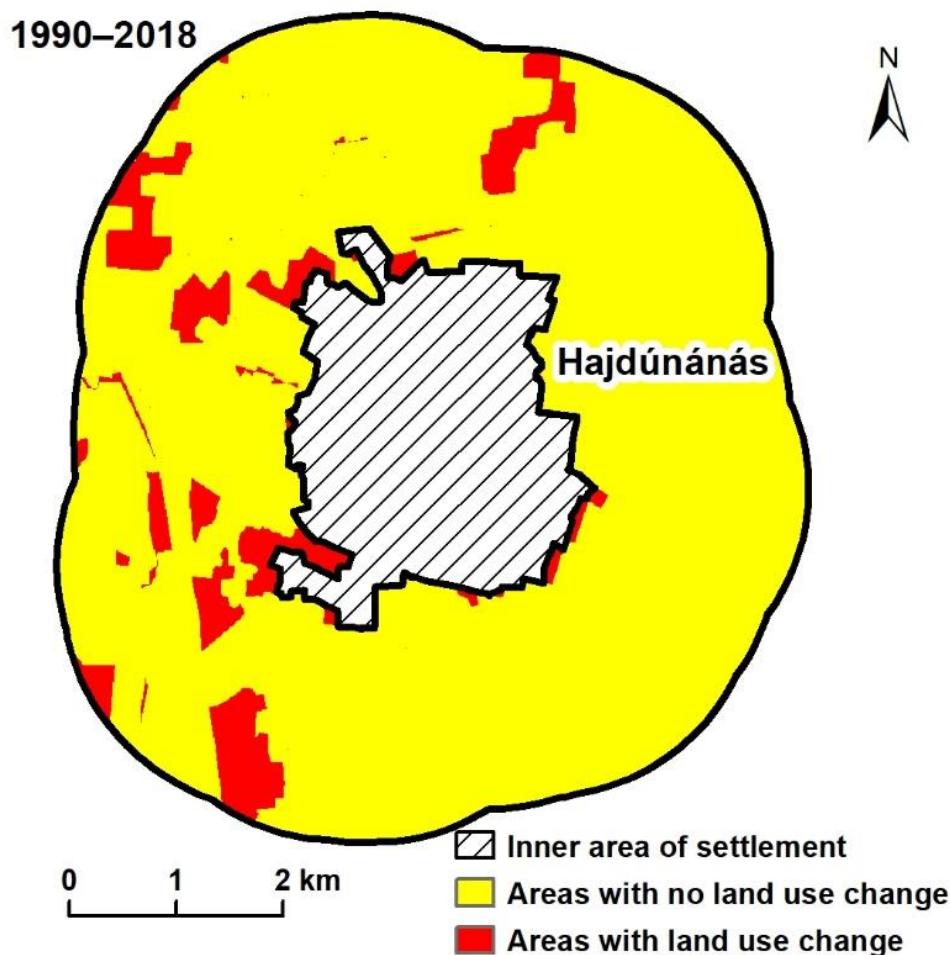 1990–2018
N
Hajdúnánás
0 1 2 km
Inner area of settlement
Areas with no land use change
Areas with land use change